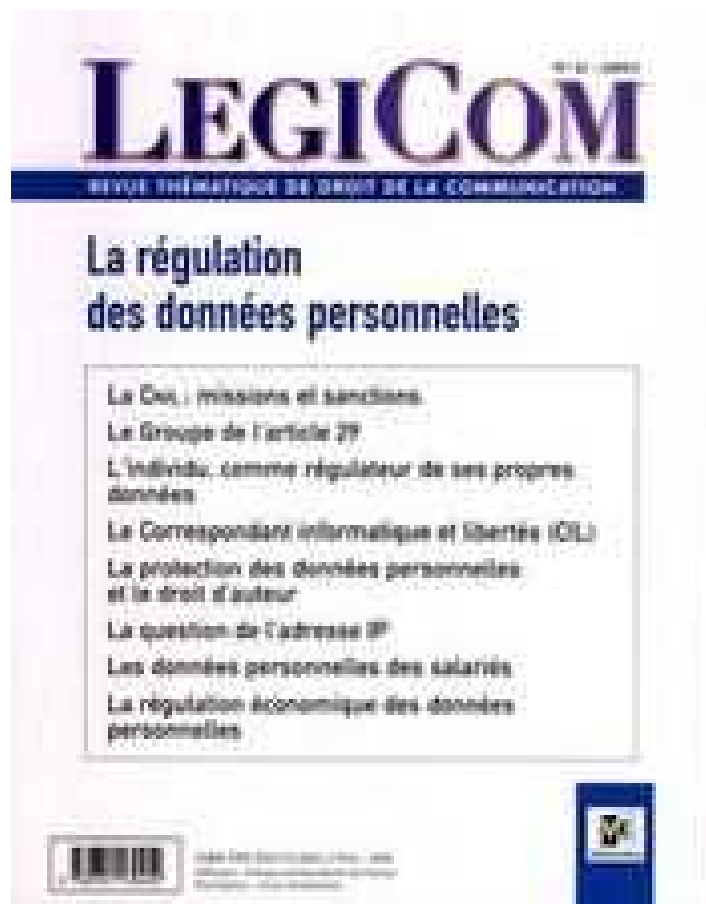 LEGICOM
REVUE THÉMATIQUE DE DROIT DE LA COMMUNICATION
La régulation
des données personnelles
La CNIL : missions et sanctions
Le Groupe de l'article 29
L'individu, comme régulateur de ses propres
données
Le Correspondant informatique et libertés (CIL)
La protection des données personnelles
et le droit d'auteur
La question de l'adresse IP
Les données personnelles des salariés
La régulation économique des données
personnelles